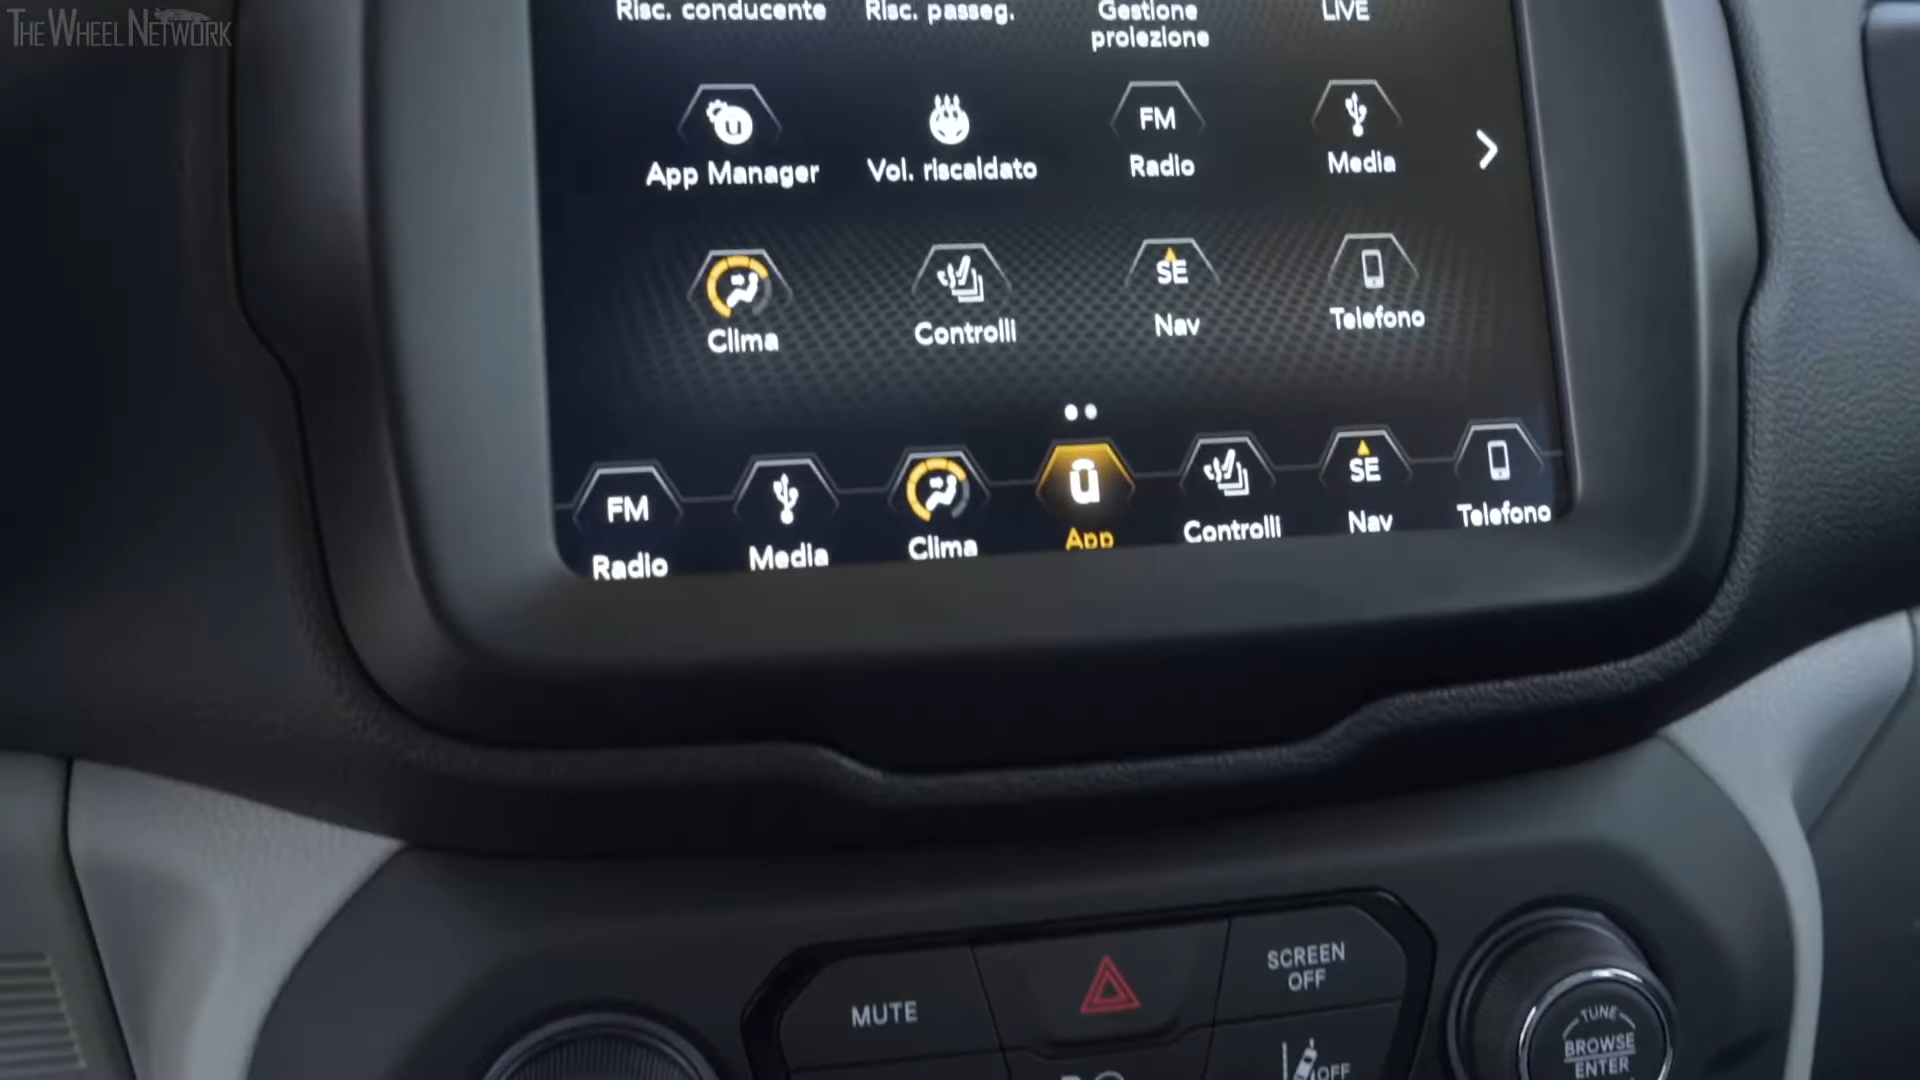 THE WHEEL NETWORK
Risc. conducente
Risc. passeg.
Gestione
proiezione
LIVE
u
App Manager
Vol. riscaldato
FM
Radio
Media
Clima
Controlli
SE
Nav
Telefono
FM
Radio
Media
Clima
u
App
Controlli
SE
Nav
Telefono
MUTE
SCREEN
OFF
OFF
TUNE
BROWSE
ENTER